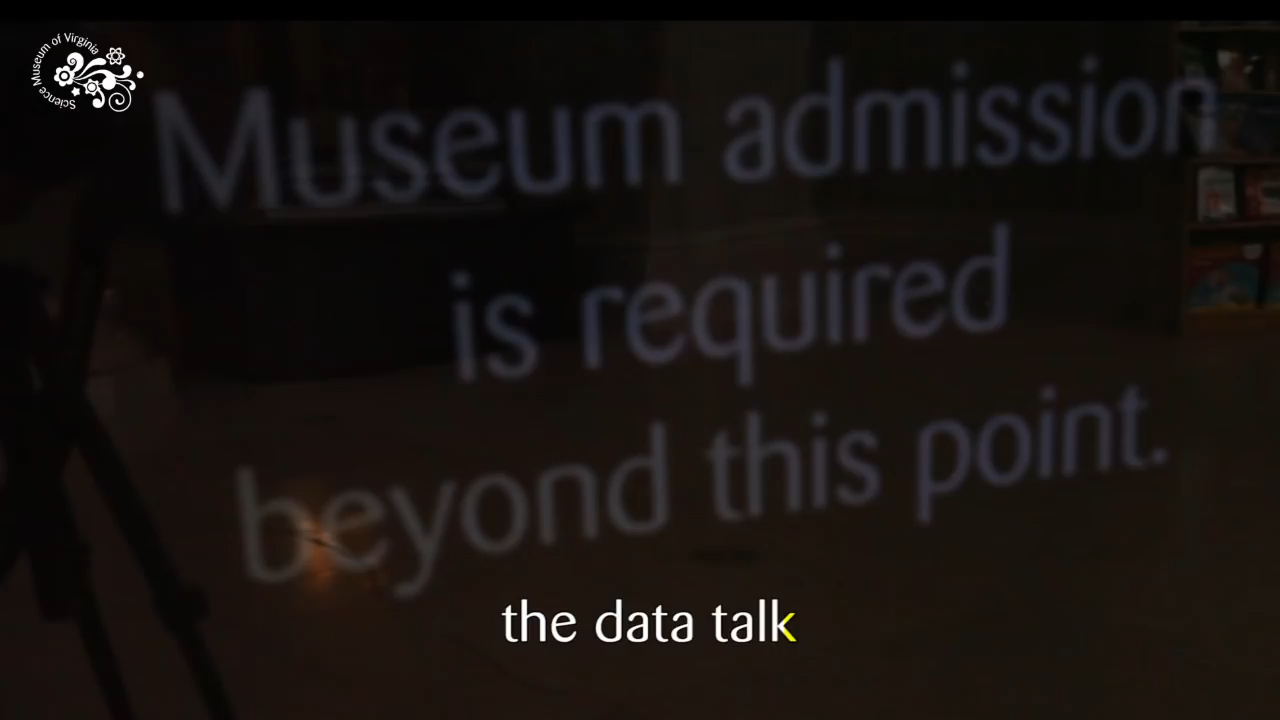 Science Museum of Virginia
Museum admission
is required
beyond this point.
the data talk